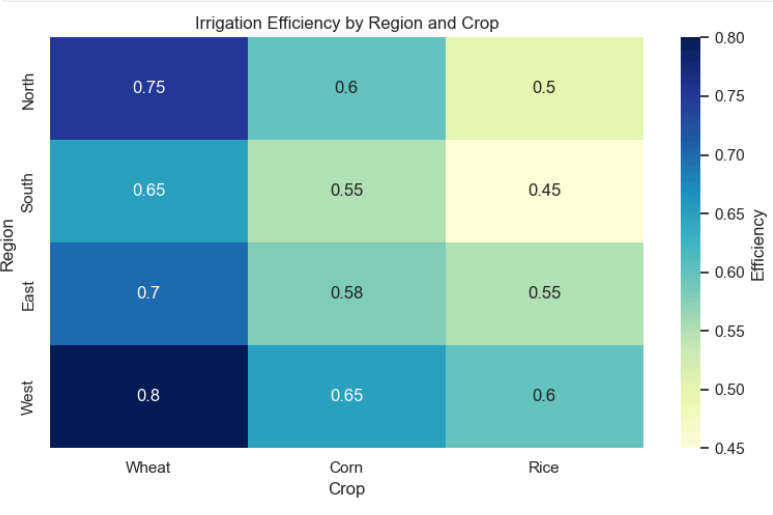 Irrigation Efficiency by Region and Crop
Region
North
0.75
0.6
0.5
South
0.65
0.55
0.45
East
0.7
0.58
0.55
West
0.8
0.65
0.6
Wheat
Corn
Rice
Crop
0.80
0.75
0.70
0.65
0.60
0.55
0.50
0.45
Efficiency